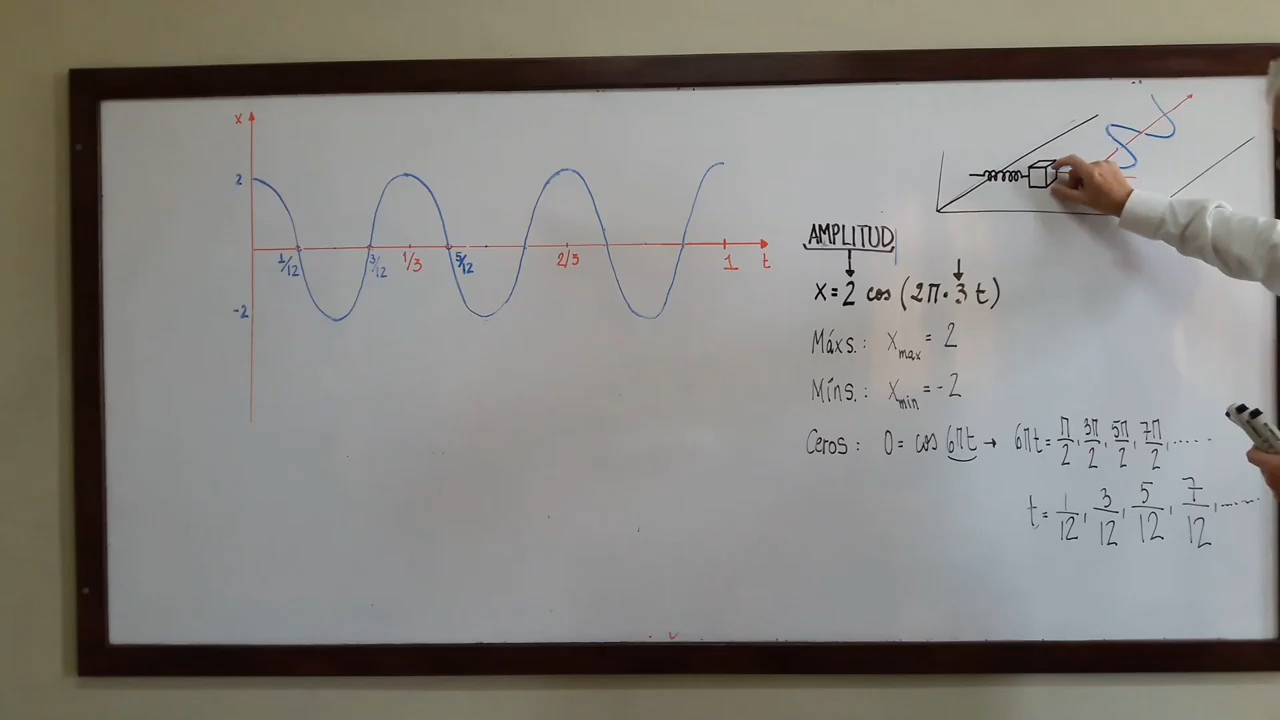 x
2
1/12 3/12 1/3 5/12 2/3 1 t
-2
AMPLITUD
x = 2 cos (2π · 3 t)
Máxs.: x_max = 2
Míns.: x_min = -2
Ceros: 0 = cos 6πt → 6πt = π/2, 3π/2, 5π/2, 7π/2, ......
t = 1/12, 3/12, 5/12, 7/12, ......